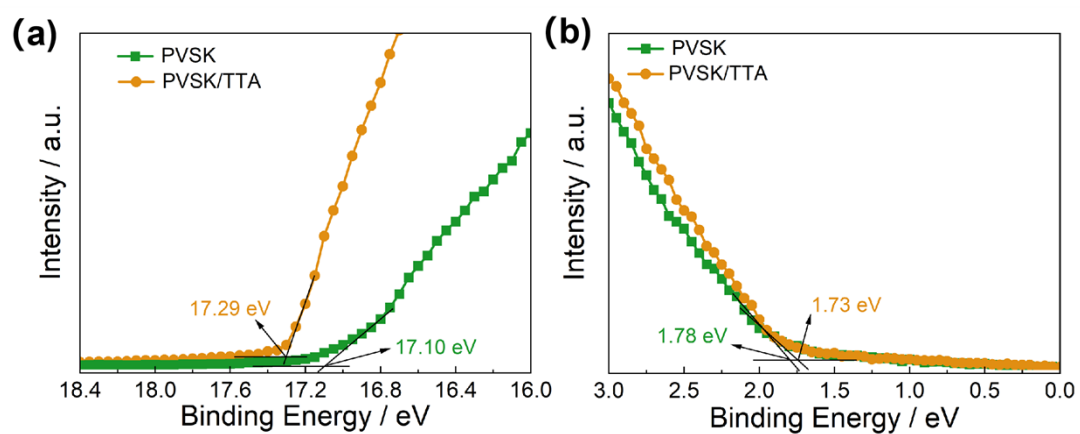 (a)
PVSK
PVSK/TTA
Intensity / a.u.
17.29 eV
17.10 eV
18.4 18.0 17.6 17.2 16.8 16.4 16.0
Binding Energy / eV
(b)
PVSK
PVSK/TTA
Intensity / a.u.
1.73 eV
1.78 eV
3.0 2.5 2.0 1.5 1.0 0.5 0.0
Binding Energy / eV